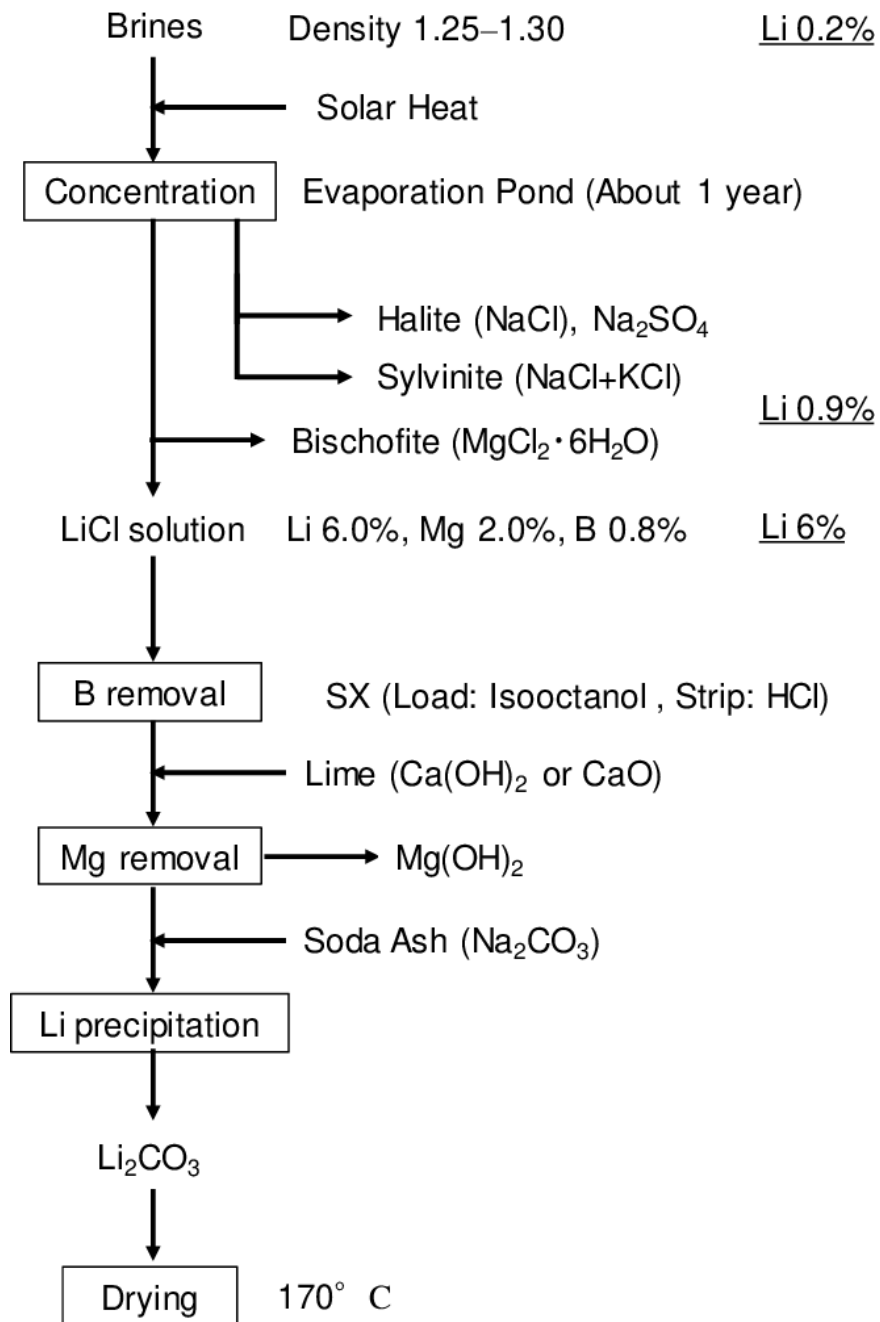 Brines Density 1.25–1.30 Li 0.2%
Solar Heat
Concentration Evaporation Pond (About 1 year)
Halite (NaCl), Na₂SO₄
Sylvinite (NaCl+KCl)
Li 0.9%
Bischofite (MgCl₂・6H₂O)
LiCl solution Li 6.0%, Mg 2.0%, B 0.8% Li 6%
B removal SX (Load: Isooctanol , Strip: HCl)
Lime (Ca(OH)₂ or CaO)
Mg removal Mg(OH)₂
Soda Ash (Na₂CO₃)
Li precipitation
Li₂CO₃
Drying 170° C